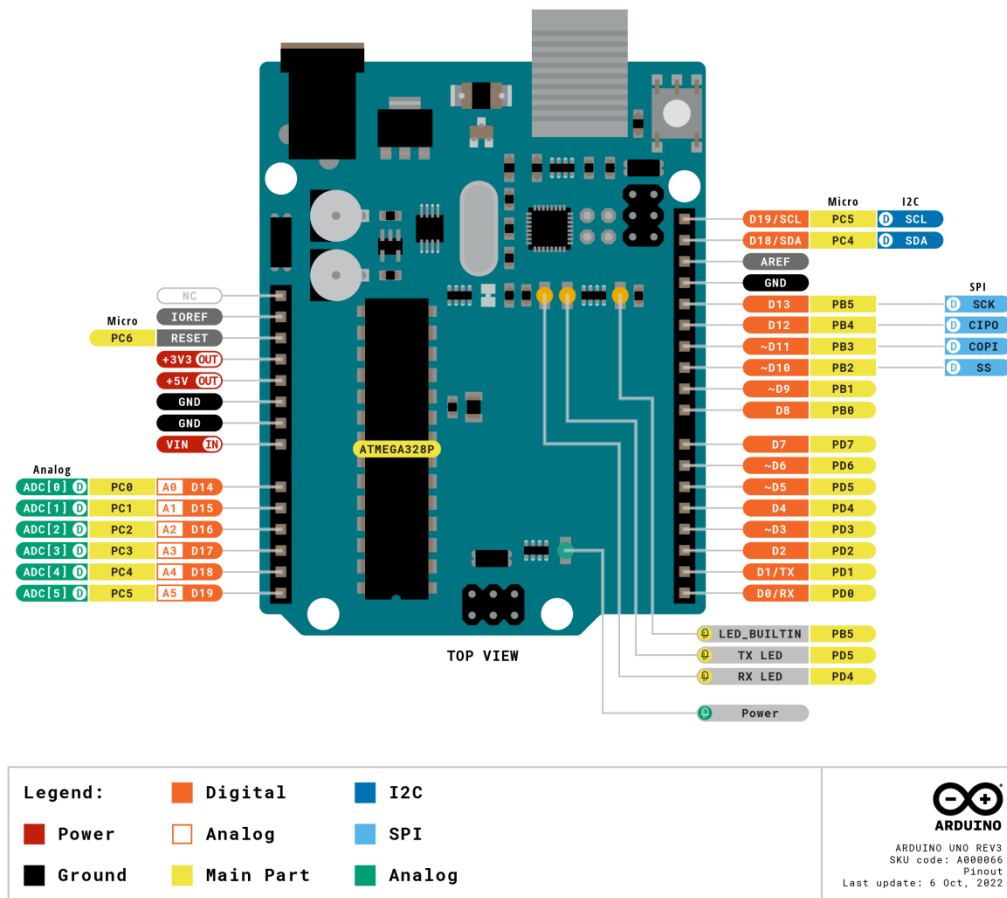 Micro I2C
D19/SCL PC5 D SCL
D18/SDA PC4 D SDA
AREF
GND
SPI
D13 PB5 D SCK
D12 PB4 D CIPO
~D11 PB3 D COPI
~D10 PB2 D SS
~D9 PB1
D8 PB0
D7 PD7
~D6 PD6
~D5 PD5
D4 PD4
~D3 PD3
D2 PD2
D1/TX PD1
D0/RX PD0
NC
IOREF
Micro
PC6 RESET
+3V3 OUT
+5V OUT
GND
GND
VIN IN
Analog
ADC[0] D PC0 A0 D14
ADC[1] D PC1 A1 D15
ADC[2] D PC2 A2 D16
ADC[3] D PC3 A3 D17
ADC[4] D PC4 A4 D18
ADC[5] D PC5 A5 D19
ATMEGA328P
LED_BUILTIN PB5
TX LED PD5
RX LED PD4
Power
TOP VIEW
Legend:
Power
Ground
Digital
Analog
Main Part
I2C
SPI
Analog
ARDUINO
ARDUINO UNO REV3
SKU code: A000066
Pinout
Last update: 6 Oct, 2022